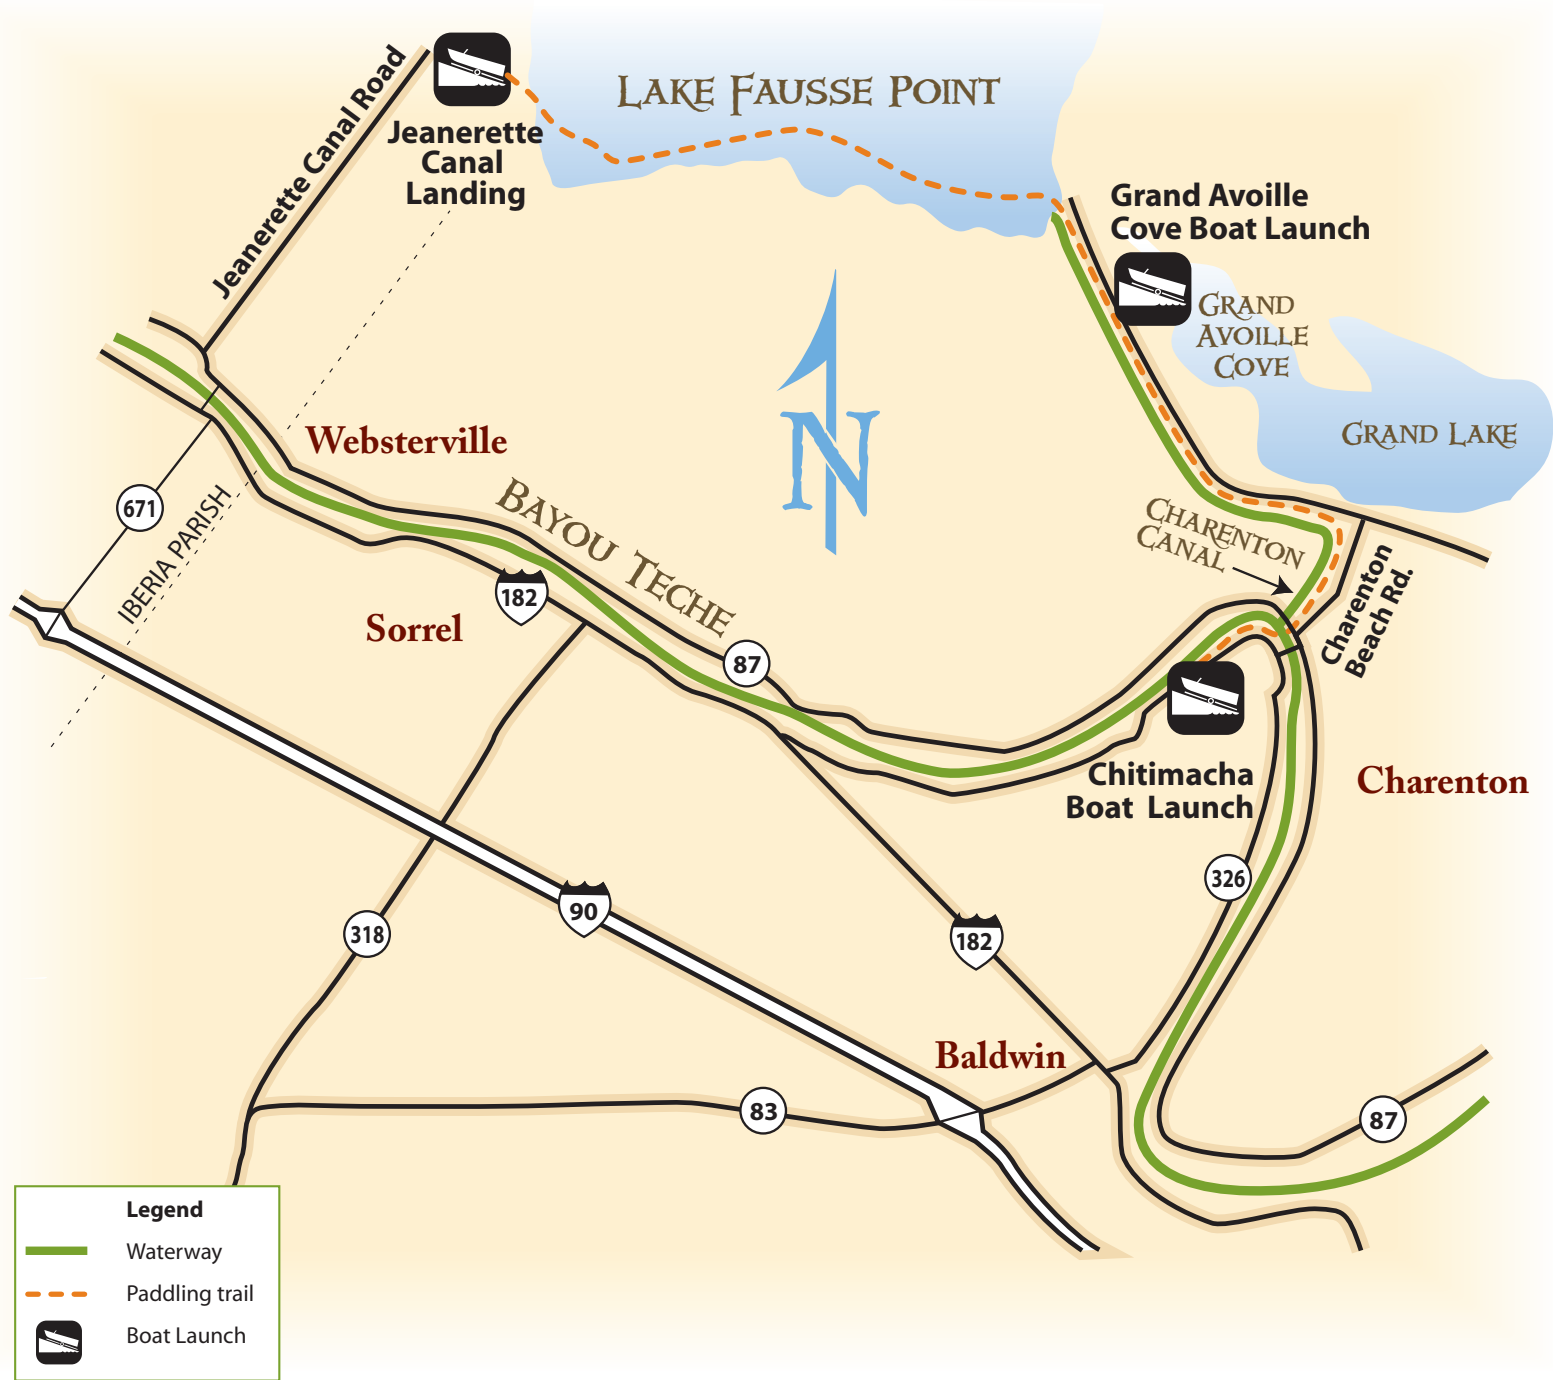 LAKE FAUSSE POINT
Jeanerette Canal Road
Jeanerette
Canal
Landing
Grand Avoille
Cove Boat Launch
GRAND
AVOILLE
COVE
GRAND LAKE
N
Websterville
BAYOU TECHE
671
IBERIA PARISH
CHARENTON
CANAL
Charenton
Beach Rd.
182
Sorrel
87
Chitimacha
Boat Launch
Charenton
326
90
318
182
Baldwin
83
87
Legend
Waterway
Paddling trail
Boat Launch